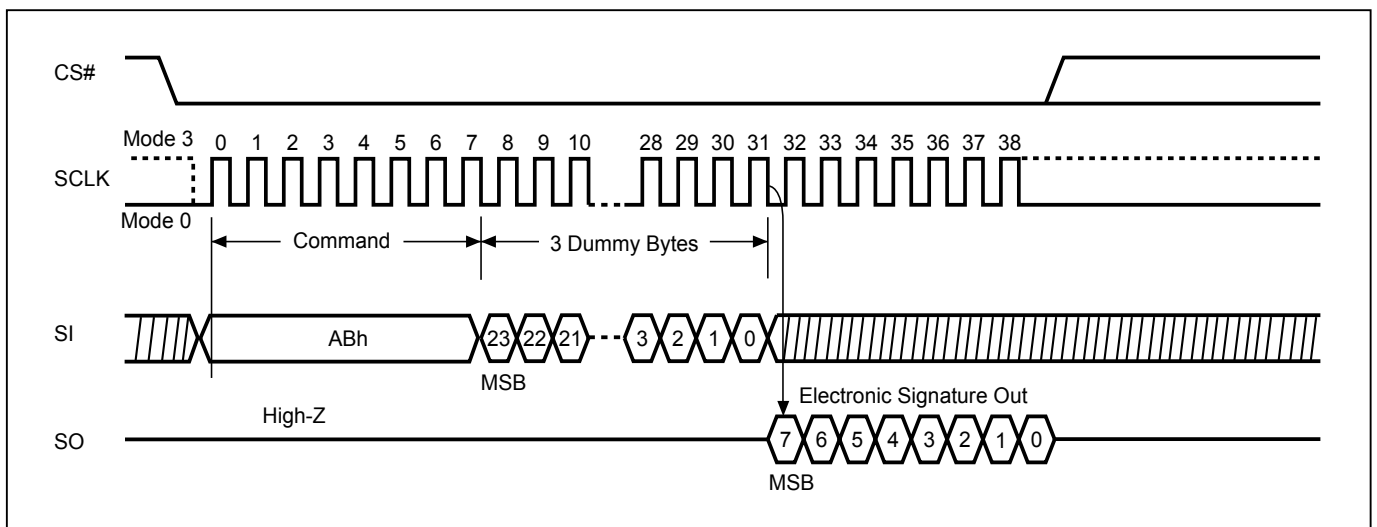 CS#
Mode 3 0 1 2 3 4 5 6 7 8 9 10 28 29 30 31 32 33 34 35 36 37 38
SCLK
Mode 0
Command 3 Dummy Bytes
SI ABh 23 22 21 3 2 1 0
MSB
Electronic Signature Out
High-Z
SO 7 6 5 4 3 2 1 0
MSB